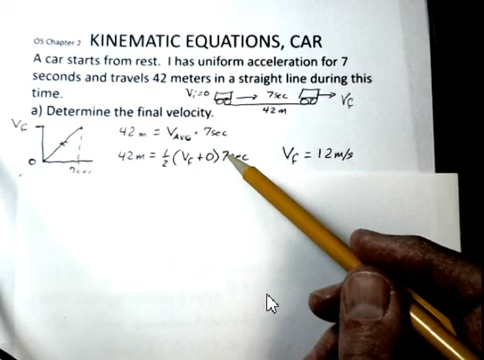 OS Chapter 2 KINEMATIC EQUATIONS, CAR
A car starts from rest. I has uniform acceleration for 7
seconds and travels 42 meters in a straight line during this
time.
Vi=0 → 7sec Vf
42 m
a) Determine the final velocity.
Vf
42 m = VAVG · 7sec
42 m = 1/2 (Vf + 0) 7sec Vf = 12 m/s
0
7sec